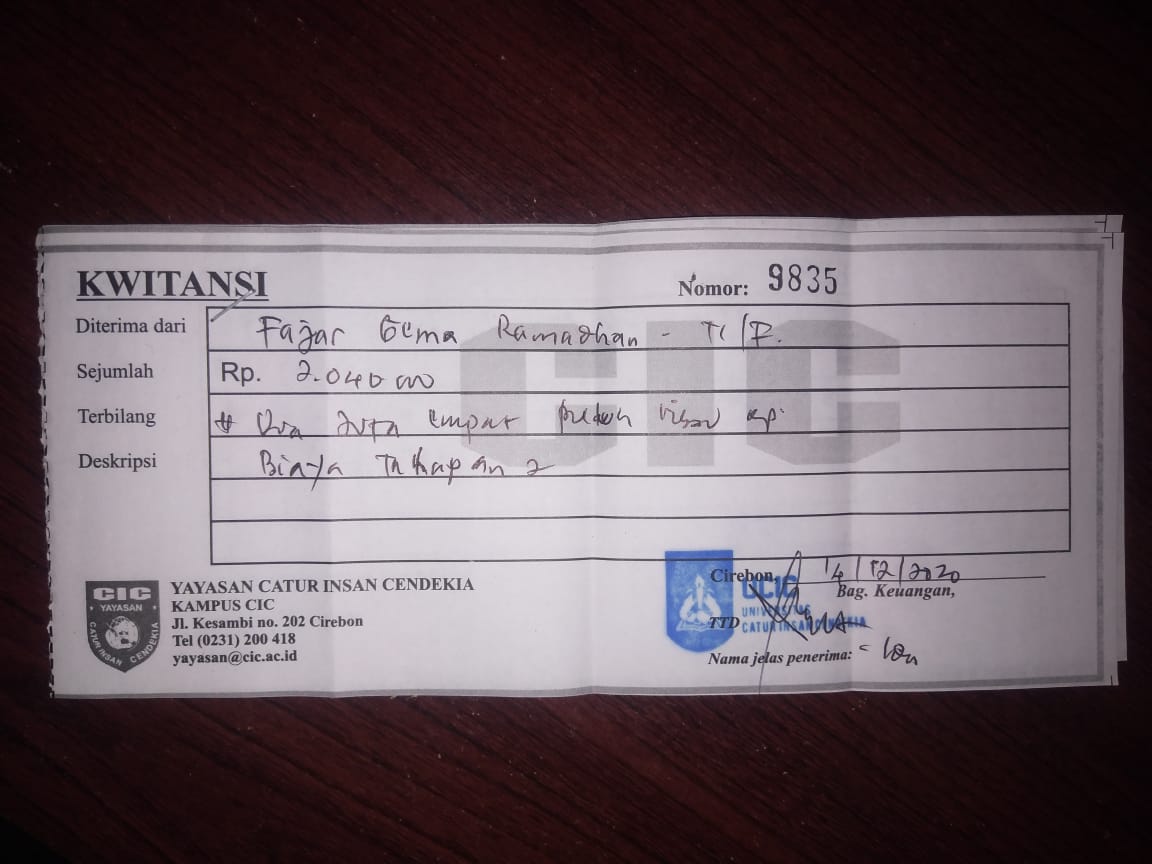 KWITANSI
Nomor: 9835
Diterima dari Fajar Gema Ramadhan - TI/P.
Sejumlah Rp. 2.040.000
Terbilang # Dua Juta empat puluh ribu rp.
Deskripsi Biaya Tahapan 2
CIC
CIC
YAYASAN
CATUR INSAN CENDEKIA
YAYASAN CATUR INSAN CENDEKIA
KAMPUS CIC
Jl. Kesambi no. 202 Cirebon
Tel (0231) 200 418
yayasan@cic.ac.id
Cirebon, 14/12/2020
Bag. Keuangan,
UCIC
UNIVERSITAS
CATUR INSAN CENDEKIA
TTD
Nama jelas penerima: